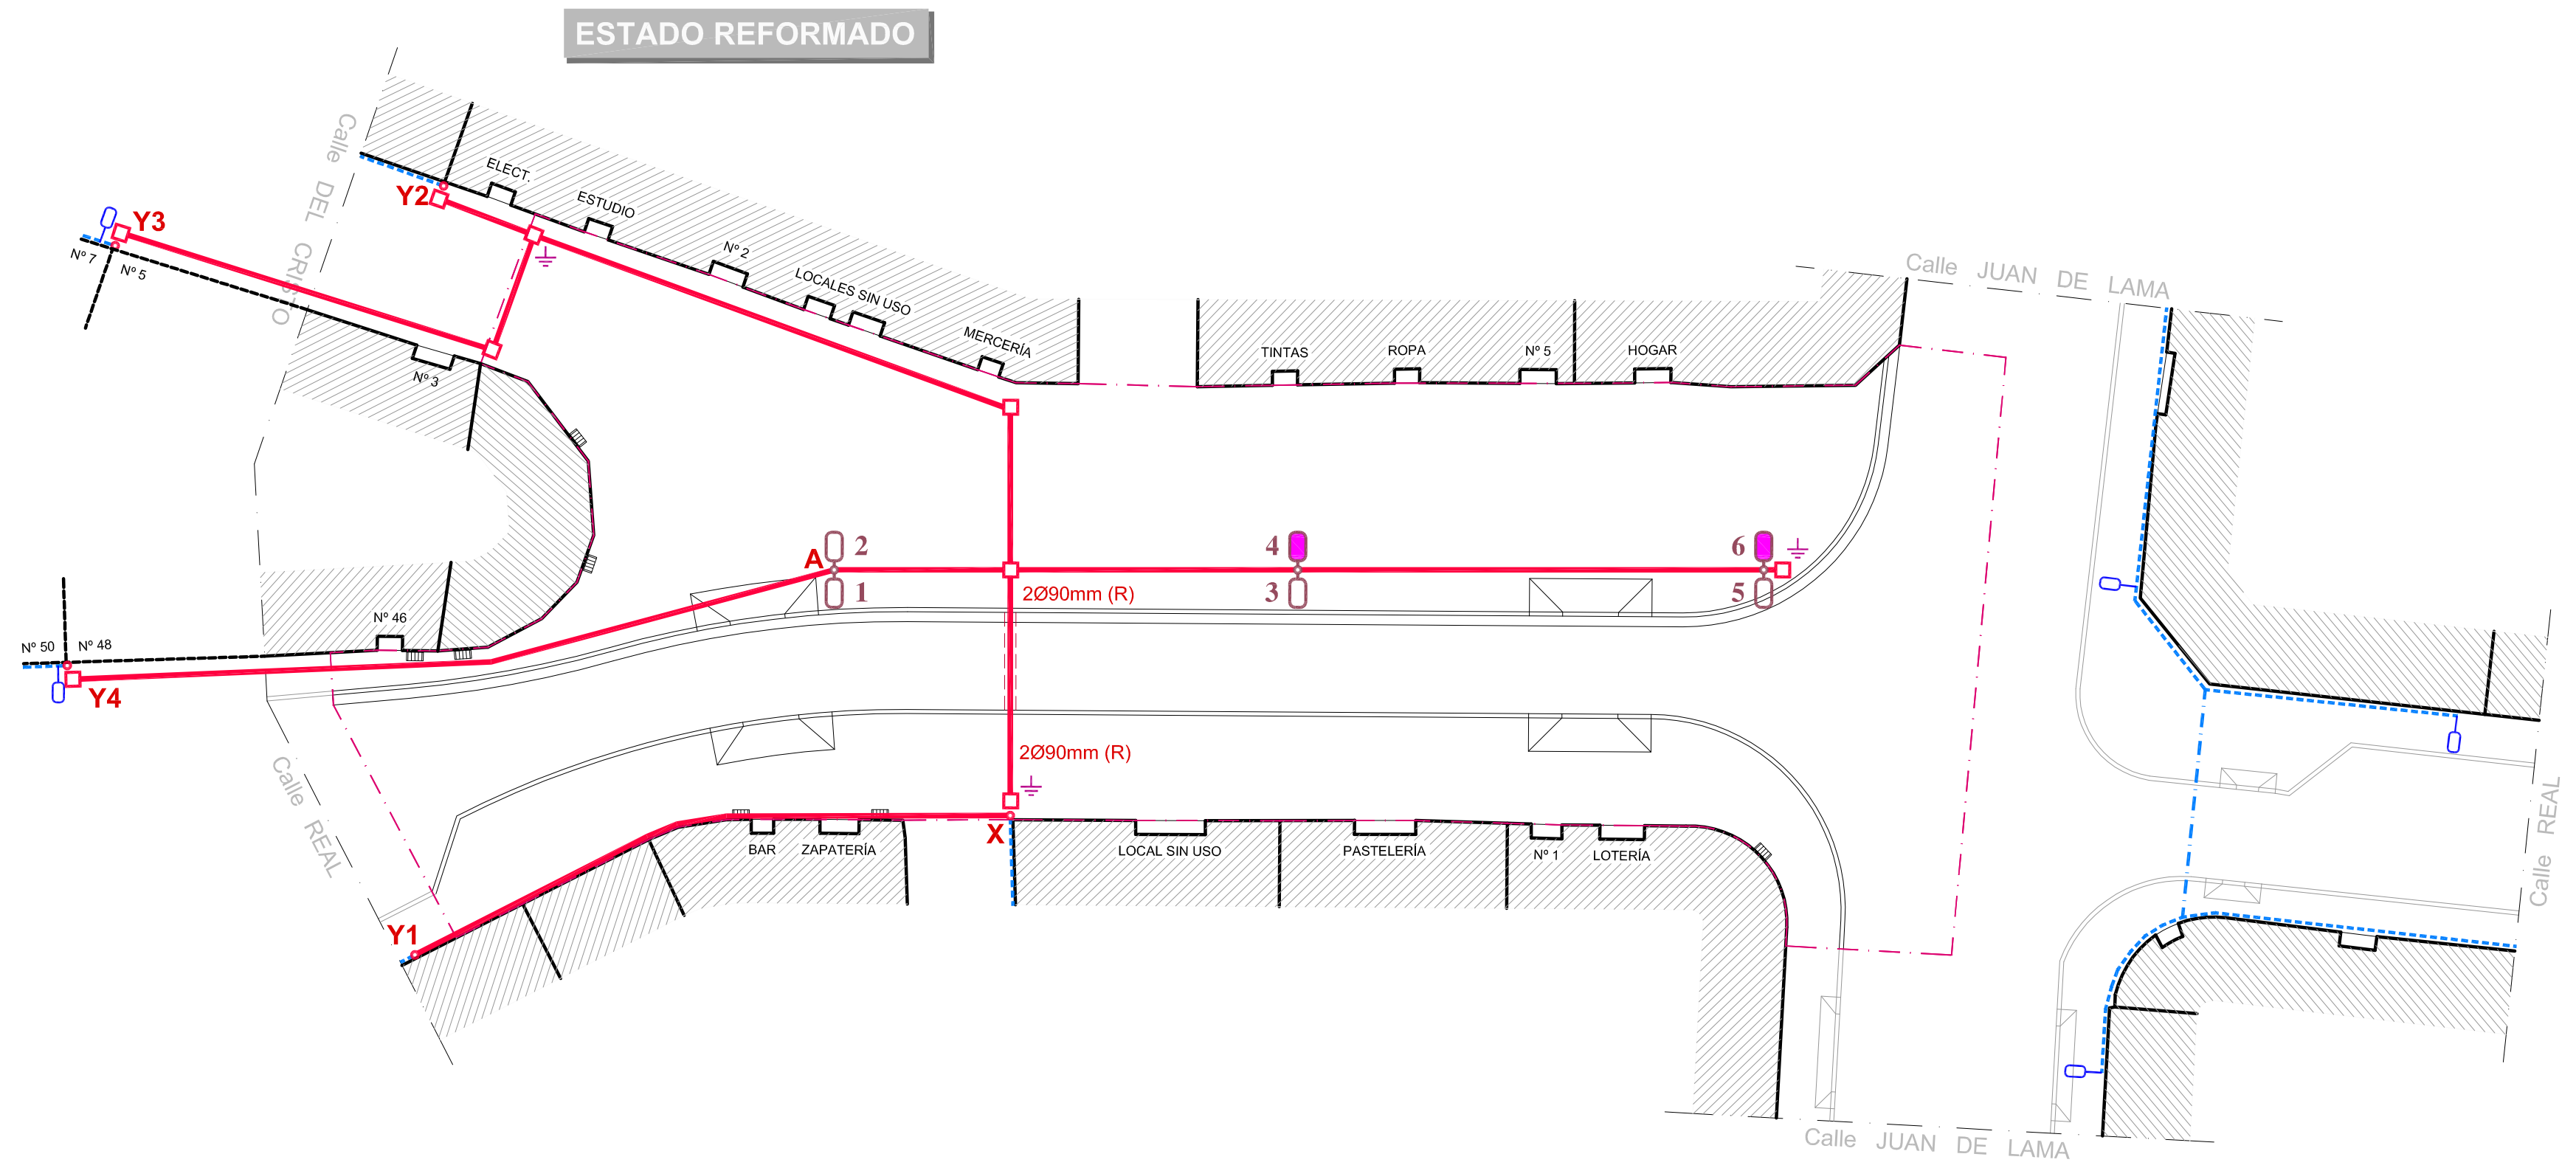 ESTADO REFORMADO
Calle DEL CRISTO
ELECT.
ESTUDIO
Nº 2
LOCALES SIN USO
MERCERÍA
Y2
Y3
Nº 7
Nº 5
Nº 3
TINTAS
ROPA
Nº 5
HOGAR
Calle JUAN DE LAMA
A
2
1
4
3
6
5
2Ø90mm (R)
Nº 46
Nº 50
Nº 48
Y4
2Ø90mm (R)
Calle REAL
X
BAR
ZAPATERÍA
LOCAL SIN USO
PASTELERÍA
Nº 1
LOTERÍA
Y1
Calle REAL
Calle JUAN DE LAMA